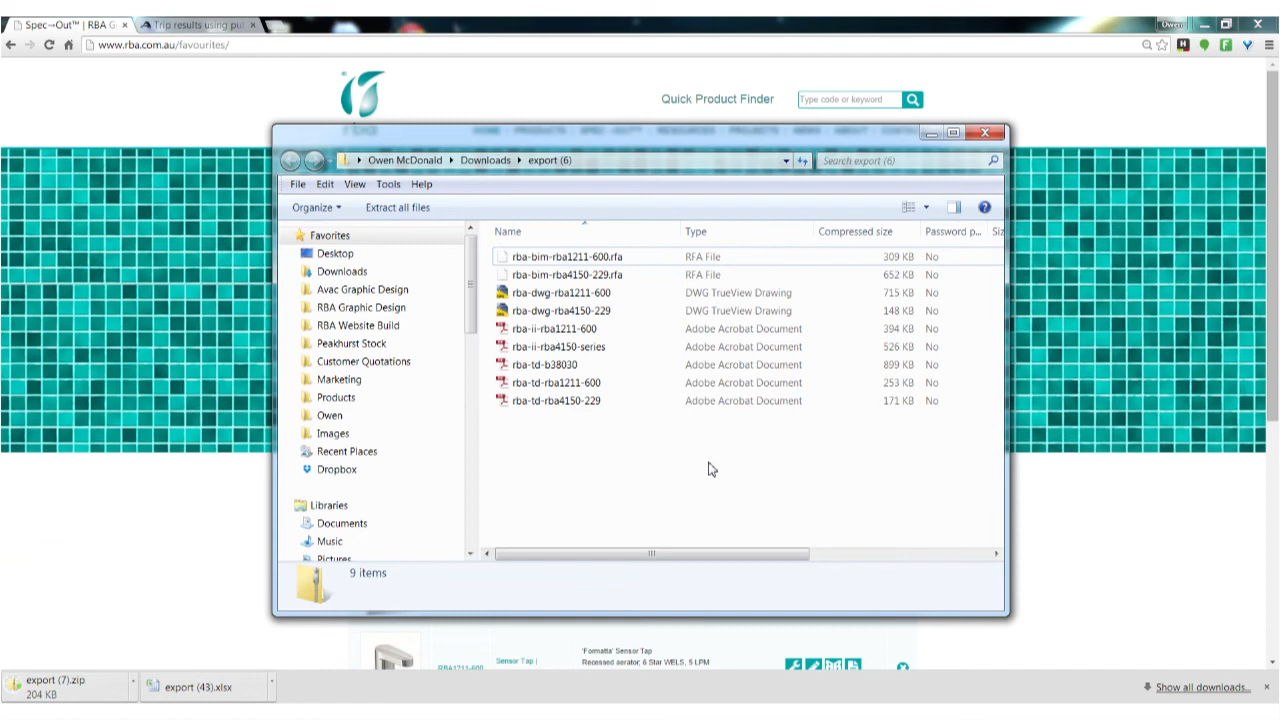 Spec→Out™ | RBA G
Trip results using pul
Owen
www.rba.com.au/favourites/
Quick Product Finder
Type code or keyword
Owen McDonald
Downloads
export (6)
Search export (6)
File
Edit
View
Tools
Help
Organize
Extract all files
Name
Type
Compressed size
Password p...
Siz
Favorites
Desktop
Downloads
Avac Graphic Design
RBA Graphic Design
RBA Website Build
Peakhurst Stock
Customer Quotations
Marketing
Products
Owen
Images
Recent Places
Dropbox
Libraries
Documents
Music
Pictures
rba-bim-rba1211-600.rfa RFA File 309 KB No
rba-bim-rba4150-229.rfa RFA File 652 KB No
rba-dwg-rba1211-600 DWG TrueView Drawing 715 KB No
rba-dwg-rba4150-229 DWG TrueView Drawing 148 KB No
rba-ii-rba1211-600 Adobe Acrobat Document 394 KB No
rba-ii-rba4150-series Adobe Acrobat Document 526 KB No
rba-td-b38030 Adobe Acrobat Document 899 KB No
rba-td-rba1211-600 Adobe Acrobat Document 253 KB No
rba-td-rba4150-229 Adobe Acrobat Document 171 KB No
9 items
RBA1211-600
Sensor Tap |
'Formatta' Sensor Tap
Recessed aerator, 6 Star WELS, 5 LPM
export (7).zip
204 KB
export (43).xlsx
Show all downloads...